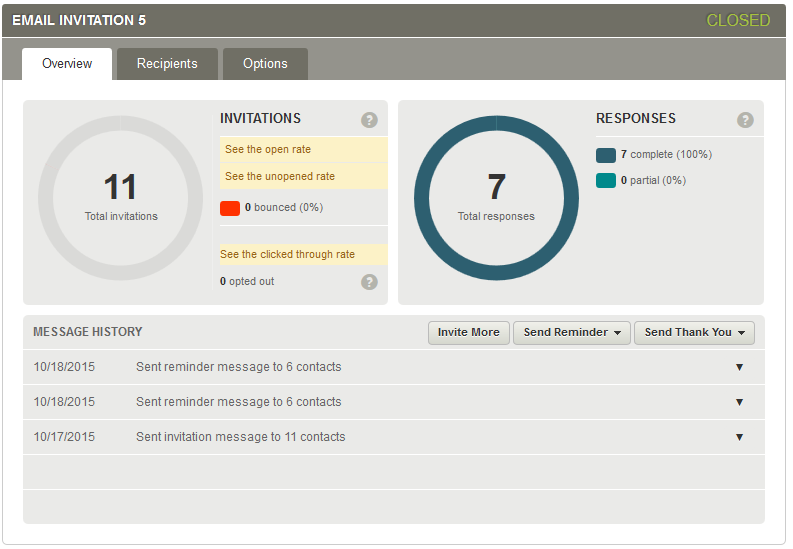 EMAIL INVITATION 5
CLOSED
Overview
Recipients
Options
11
Total invitations
INVITATIONS
?
See the open rate
See the unopened rate
0 bounced (0%)
See the clicked through rate
0 opted out
?
7
Total responses
RESPONSES
?
7 complete (100%)
0 partial (0%)
MESSAGE HISTORY
Invite More
Send Reminder
Send Thank You
10/18/2015 Sent reminder message to 6 contacts
10/18/2015 Sent reminder message to 6 contacts
10/17/2015 Sent invitation message to 11 contacts